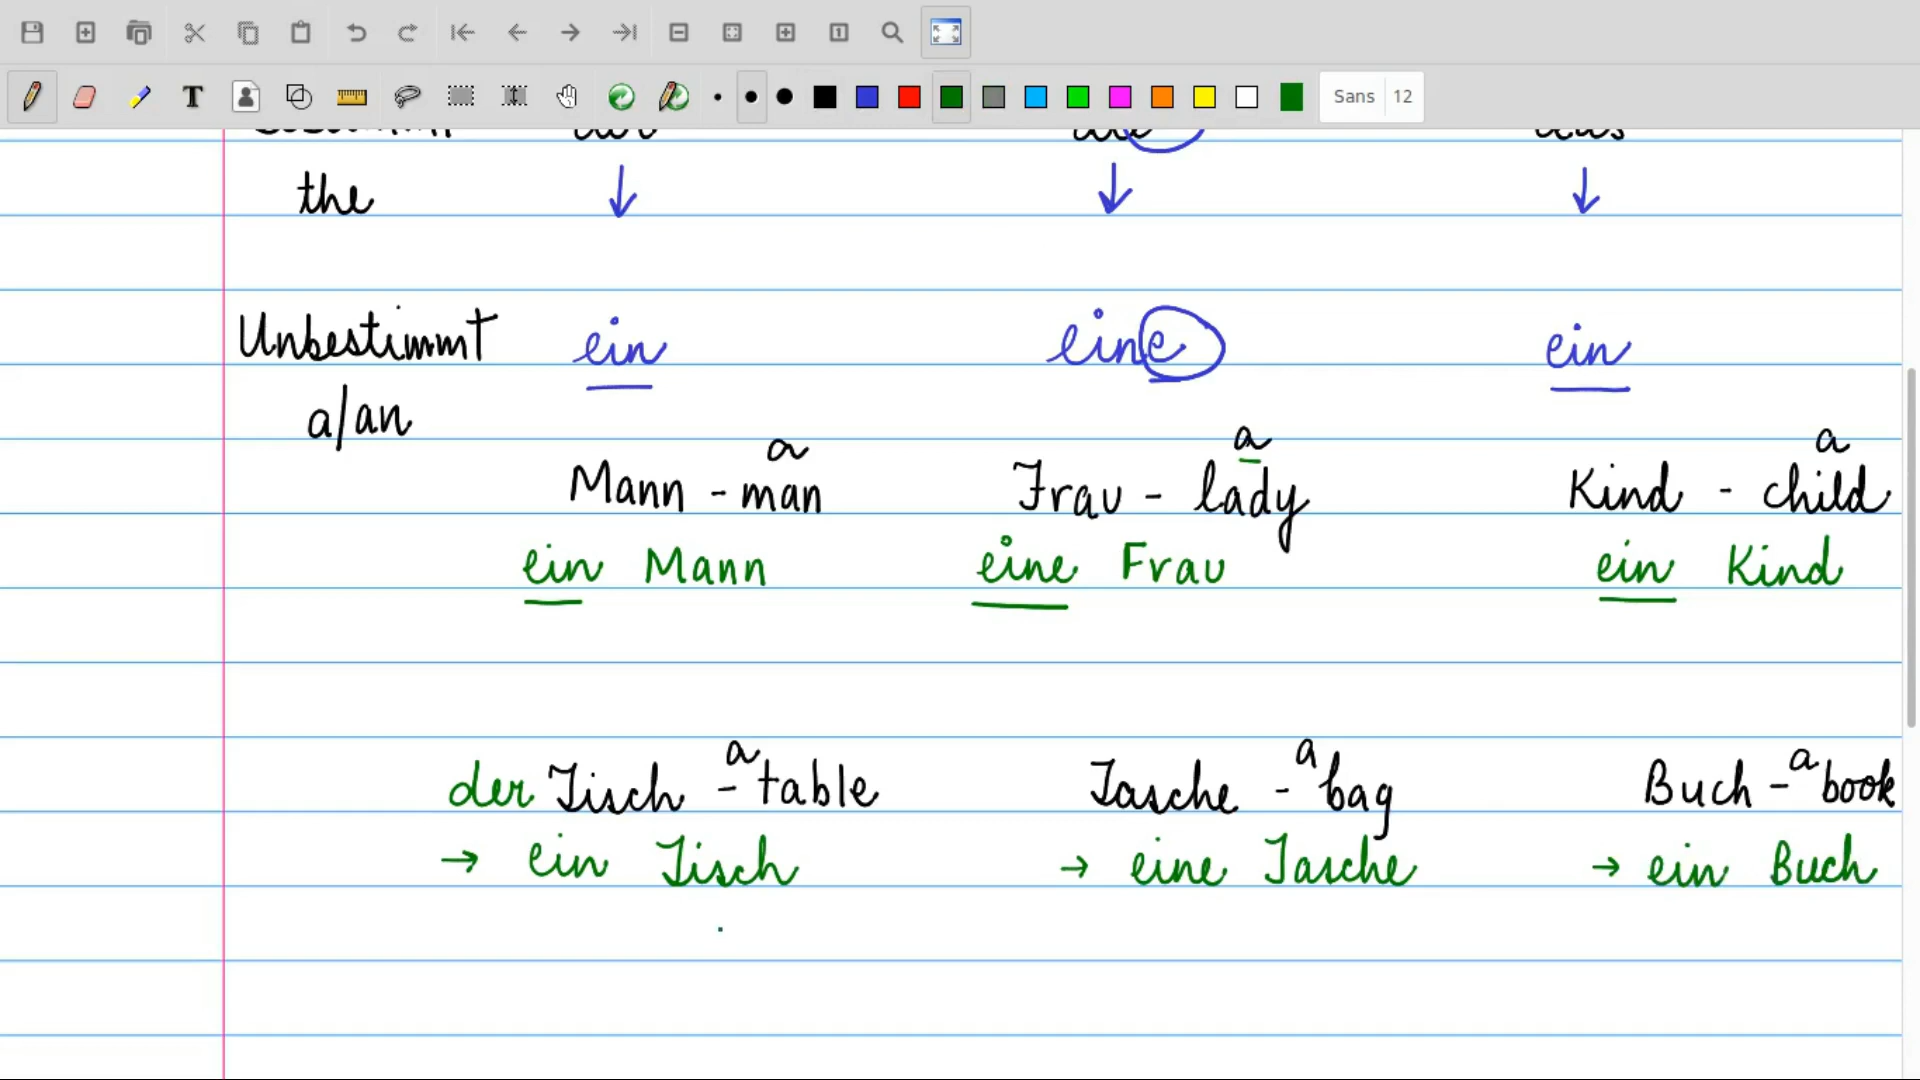 Sans 12
the
Unbestimmt ein eine ein
a/an
a a a
Mann - man Frau - lady Kind - child
ein Mann eine Frau ein Kind
a a a
der Tisch - table Tasche - bag Buch - book
→ ein Tisch → eine Tasche → ein Buch